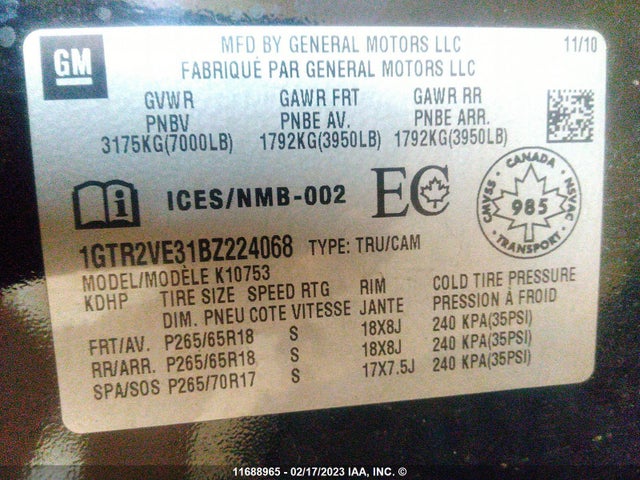 GM
MFD BY GENERAL MOTORS LLC 11/10
FABRIQUÉ PAR GENERAL MOTORS LLC
GVWR GAWR FRT GAWR RR
PNBV PNBE AV. PNBE ARR.
3175KG(7000LB) 1792KG(3950LB) 1792KG(3950LB)
i ICES/NMB-002 EC
CANADA
CMVSS 985 NSVAC
TRANSPORT
1GTR2VE31BZ224068 TYPE: TRU/CAM
MODEL/MODÈLE K10753
KDHP TIRE SIZE SPEED RTG RIM COLD TIRE PRESSURE
DIM. PNEU COTE VITESSE JANTE PRESSION À FROID
FRT/AV. P265/65R18 S 18X8J 240 KPA(35PSI)
RR/ARR. P265/65R18 S 18X8J 240 KPA(35PSI)
SPA/SOS P265/70R17 S 17X7.5J 240 KPA(35PSI)
11688965 - 02/17/2023 IAA, INC. ©